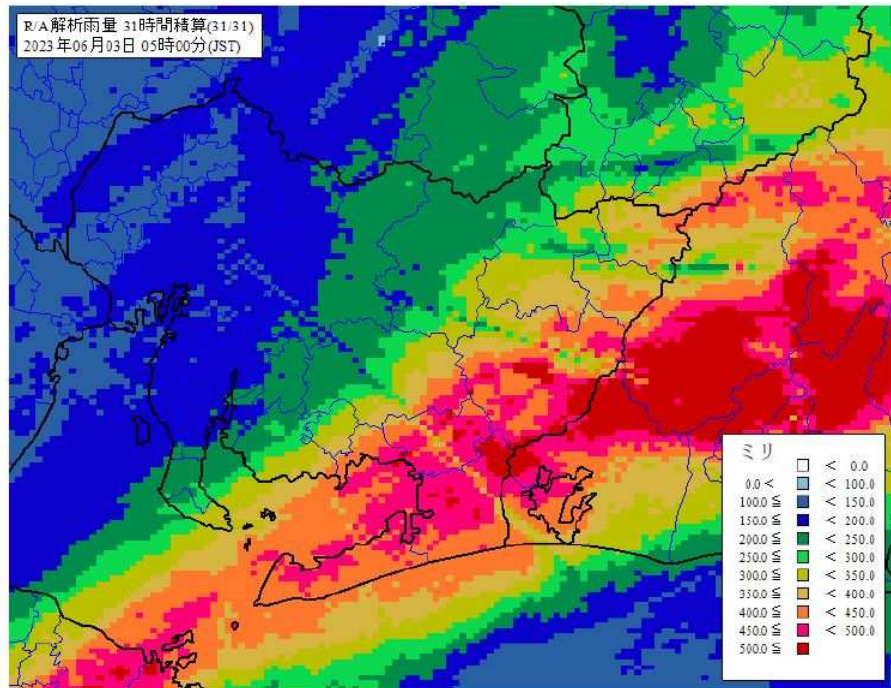 R/A解析雨量 31時間積算(31/31)
2023年06月03日 05時00分(JST)
ミリ
< 0.0
0.0 < < 100.0
100.0 ≦ < 150.0
150.0 ≦ < 200.0
200.0 ≦ < 250.0
250.0 ≦ < 300.0
300.0 ≦ < 350.0
350.0 ≦ < 400.0
400.0 ≦ < 450.0
450.0 ≦ < 500.0
500.0 ≦